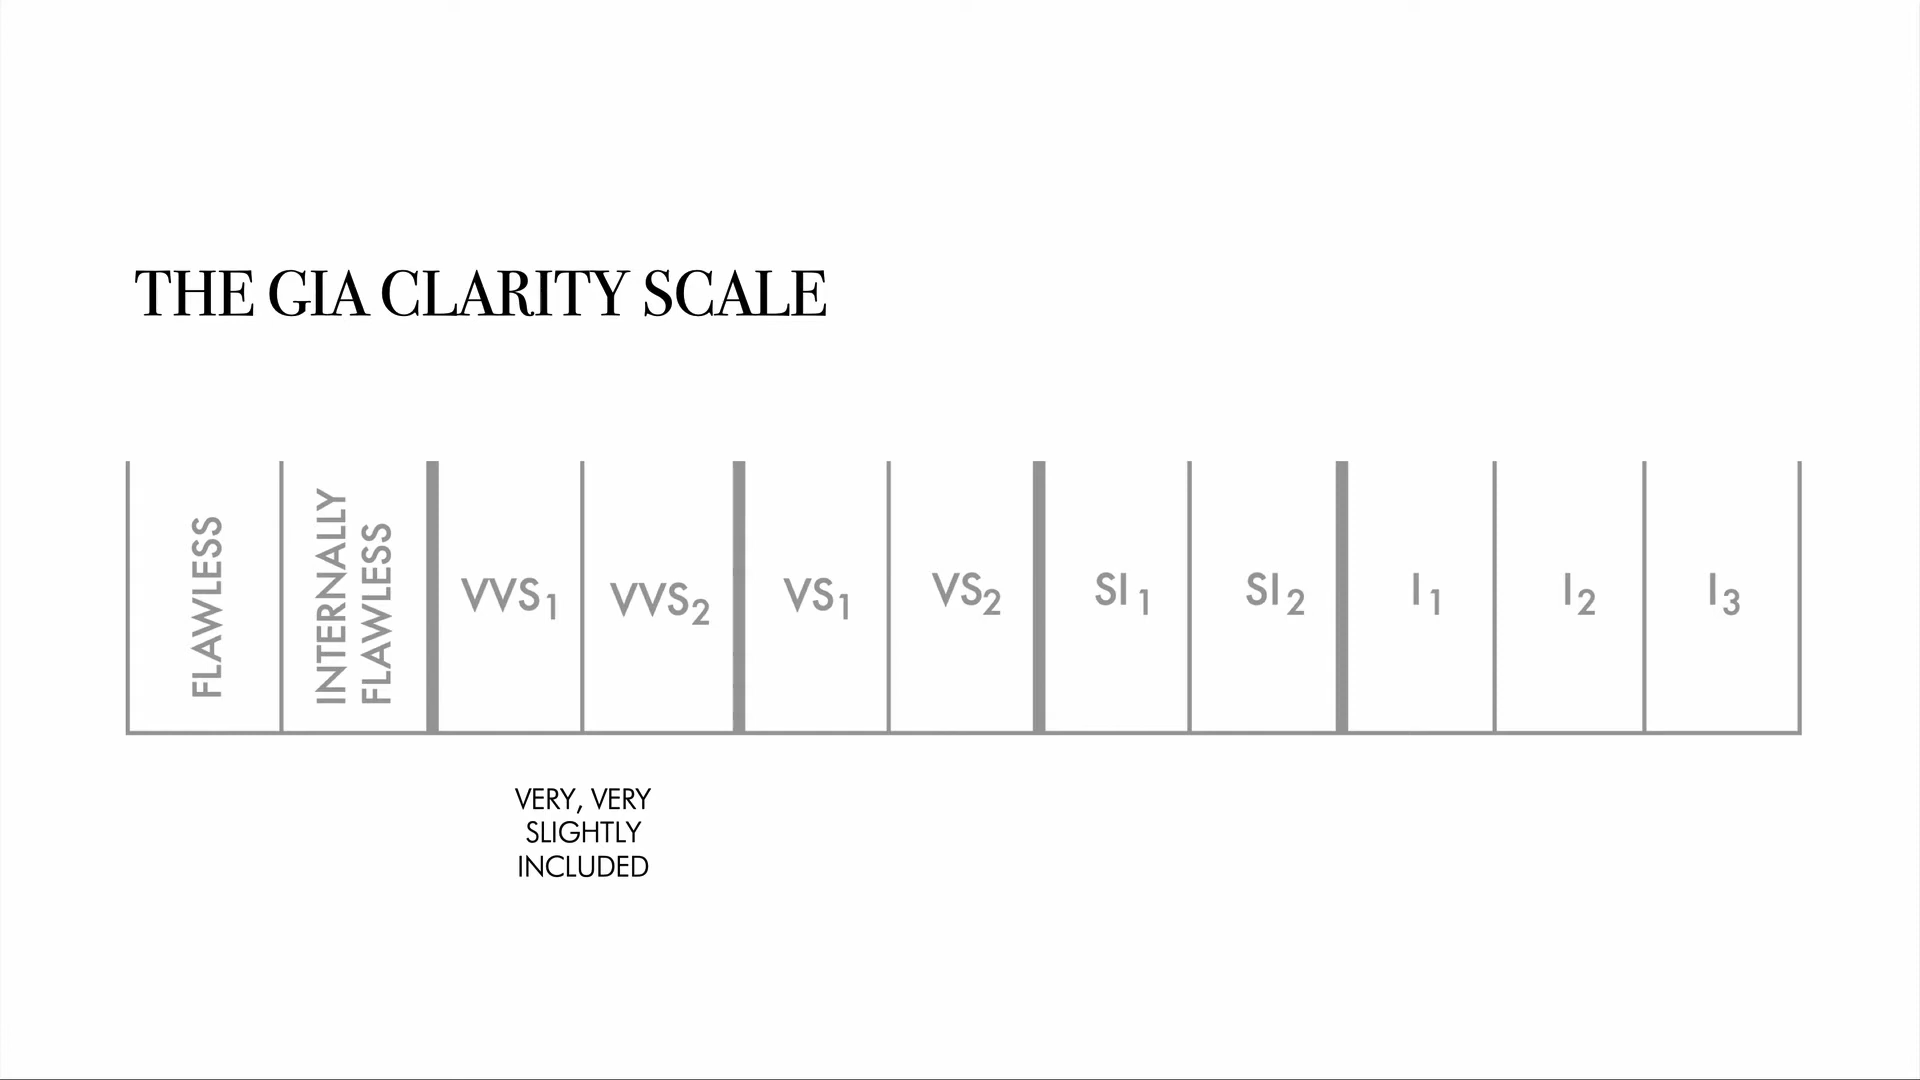 THE GIA CLARITY SCALE
FLAWLESS
INTERNALLY
FLAWLESS
VVS1
VVS2
VS1
VS2
SI1
SI2
I1
I2
I3
VERY, VERY
SLIGHTLY
INCLUDED